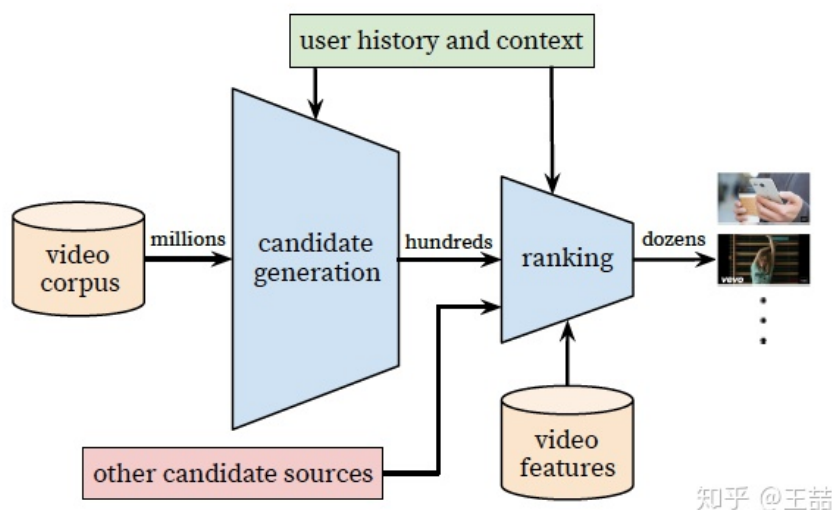 user history and context
millions
candidate
generation
hundreds
ranking
dozens
video
corpus
vevo
video
features
other candidate sources
知乎 @王喆